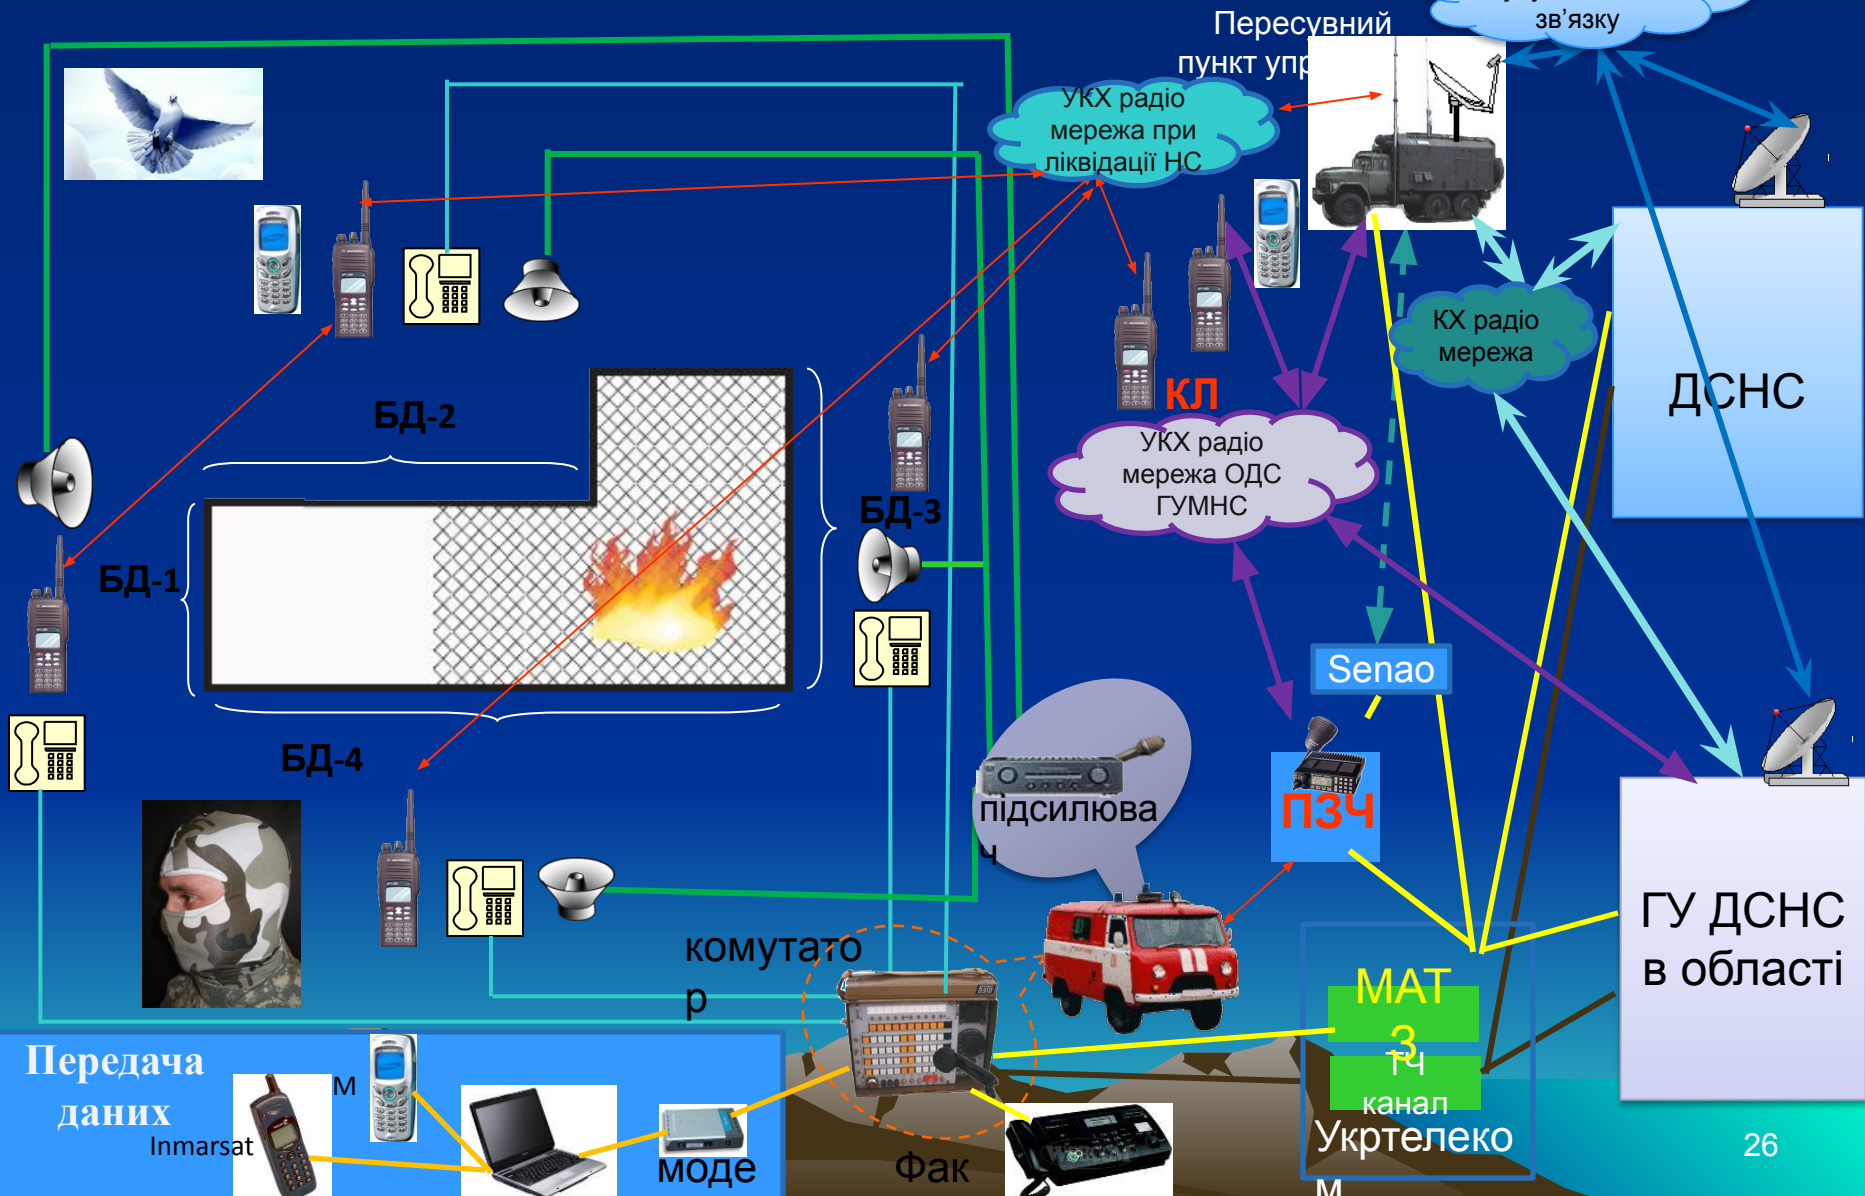 зв’язку
Пересувний
пункт упр
УКХ радіо
мережа при
ліквідації НС
КХ радіо
мережа
ДСНС
КЛ
УКХ радіо
мережа ОДС
ГУМНС
БД-2
БД-3
БД-1
БД-4
Senao
підсилюва
ч
ПЗЧ
ГУ ДСНС
в області
комутато
р
МАТ
З
ТЧ
канал
Укртелеко
м
Передача
даних
Inmarsat
м
моде
Фак
26